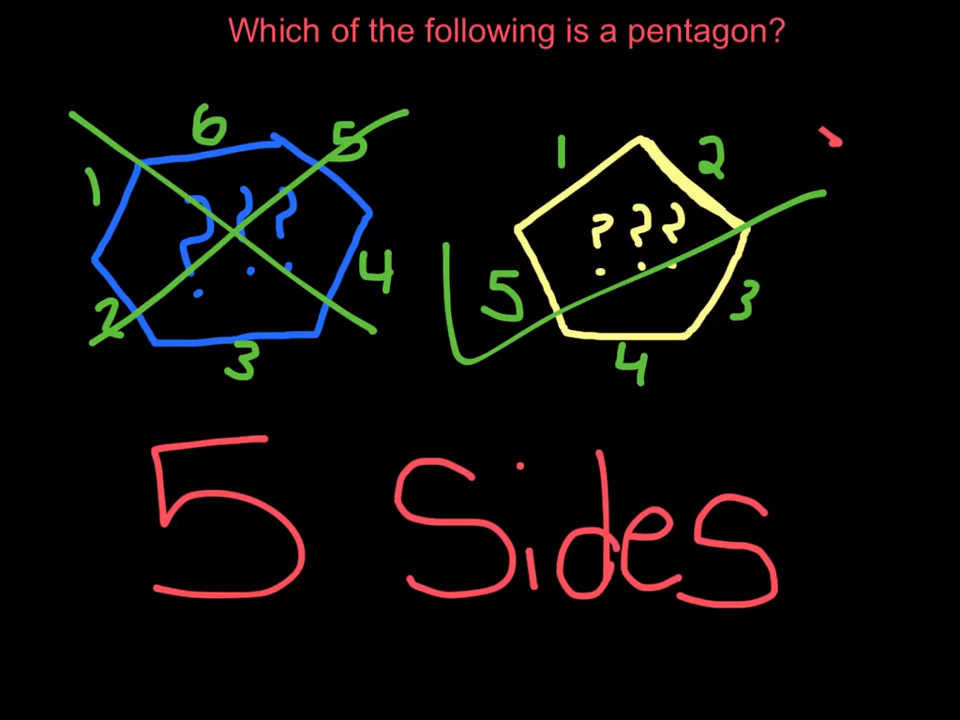 Which of the following is a pentagon?
6 5
1 2
1 ? ? ? 4
? ? ?
5 3
2 3
4
5 Sides